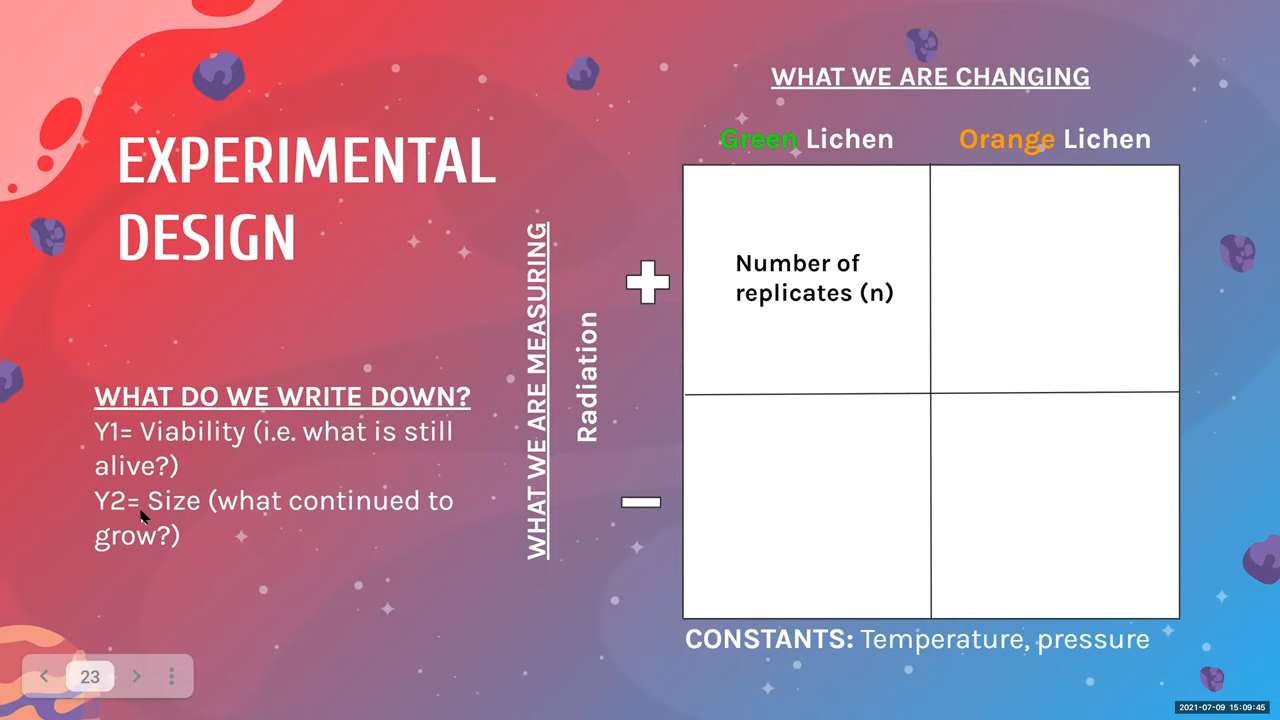 EXPERIMENTAL
DESIGN
WHAT DO WE WRITE DOWN?
Y1= Viability (i.e. what is still
alive?)
Y2= Size (what continued to
grow?)
WHAT WE ARE CHANGING
Green Lichen
Orange Lichen
WHAT WE ARE MEASURING
Radiation
Number of
replicates (n)
CONSTANTS: Temperature, pressure
23
2021-07-09 15:09:45